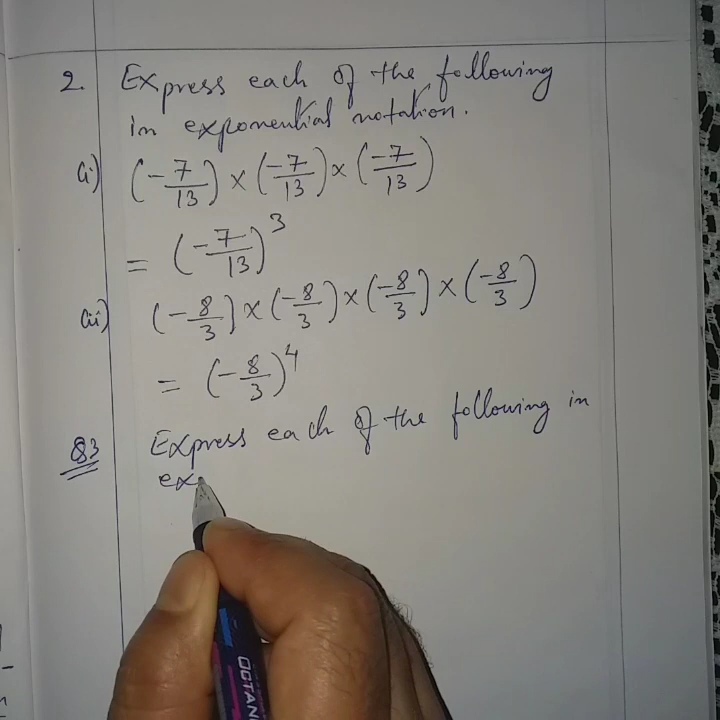 2. Express each of the following
in exponential notation.
(i) (-7/13) × (-7/13) × (-7/13)
= (-7/13)^3
(ii) (-8/3) × (-8/3) × (-8/3) × (-8/3)
= (-8/3)^4
Q3 Express each of the following in
ex
OCTAN